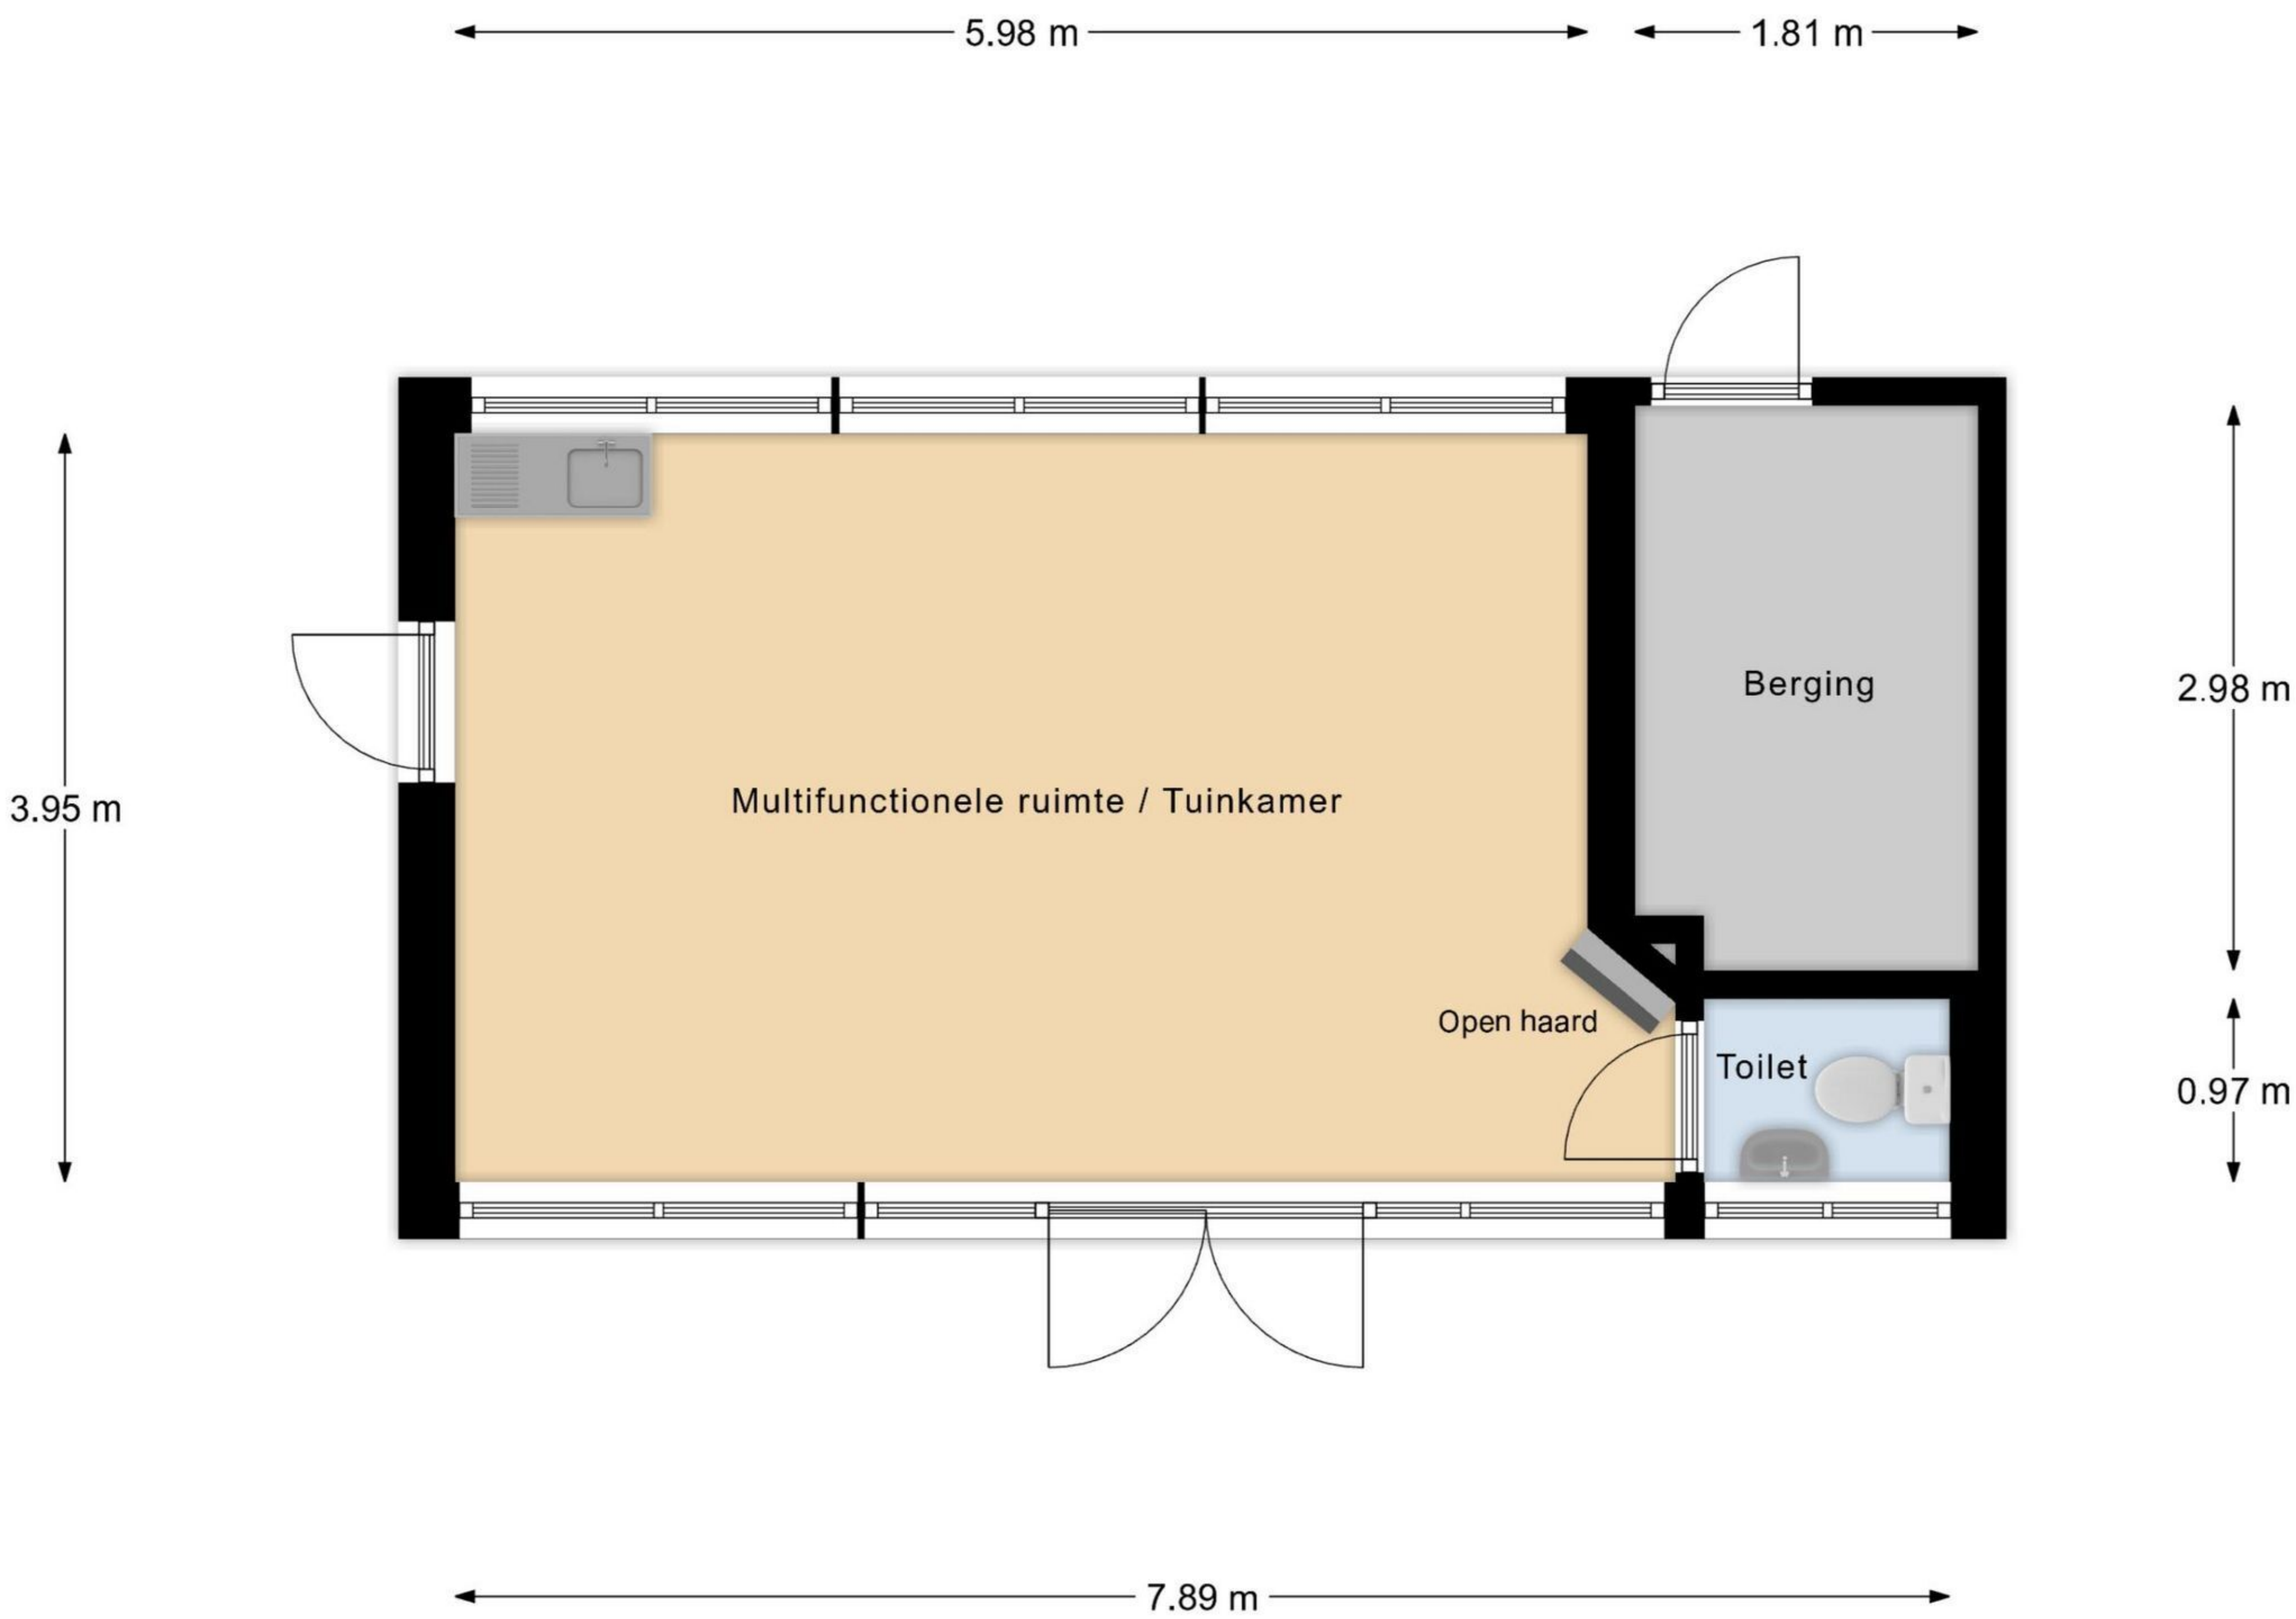 5.98 m
1.81 m
Berging
2.98 m
3.95 m
Multifunctionele ruimte / Tuinkamer
Open haard
Toilet
0.97 m
7.89 m